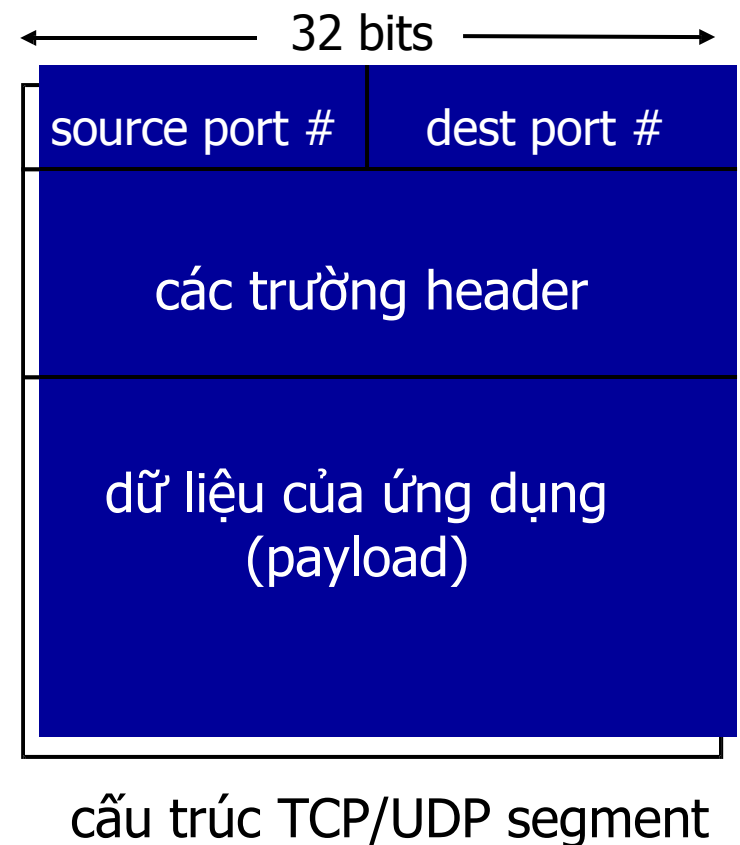 32 bits
source port # dest port #
các trường header
dữ liệu của ứng dụng
(payload)
cấu trúc TCP/UDP segment